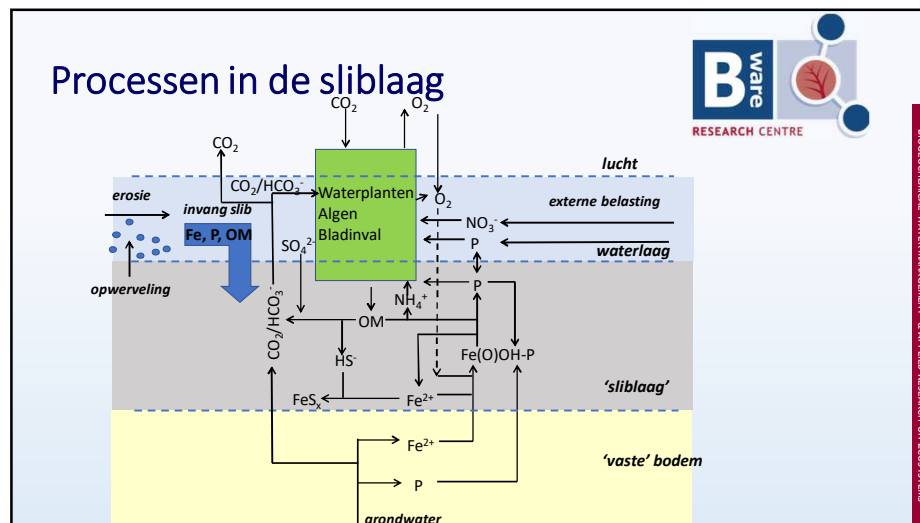 Processen in de sliblaag
B ware
RESEARCH CENTRE
CO₂
O₂
CO₂
lucht
CO₂/HCO₃⁻
Waterplanten
Algen
Bladinval
O₂
erosie
invang slib
externe belasting
Fe, P, OM
SO₄²⁻
NO₃⁻
P
waterlaag
opwerveling
CO₂/HCO₃⁻
P
NH₄⁺
OM
Fe(O)OH-P
HS⁻
'sliblaag'
FeSₓ
Fe²⁺
Fe²⁺
'vaste' bodem
P
grondwater